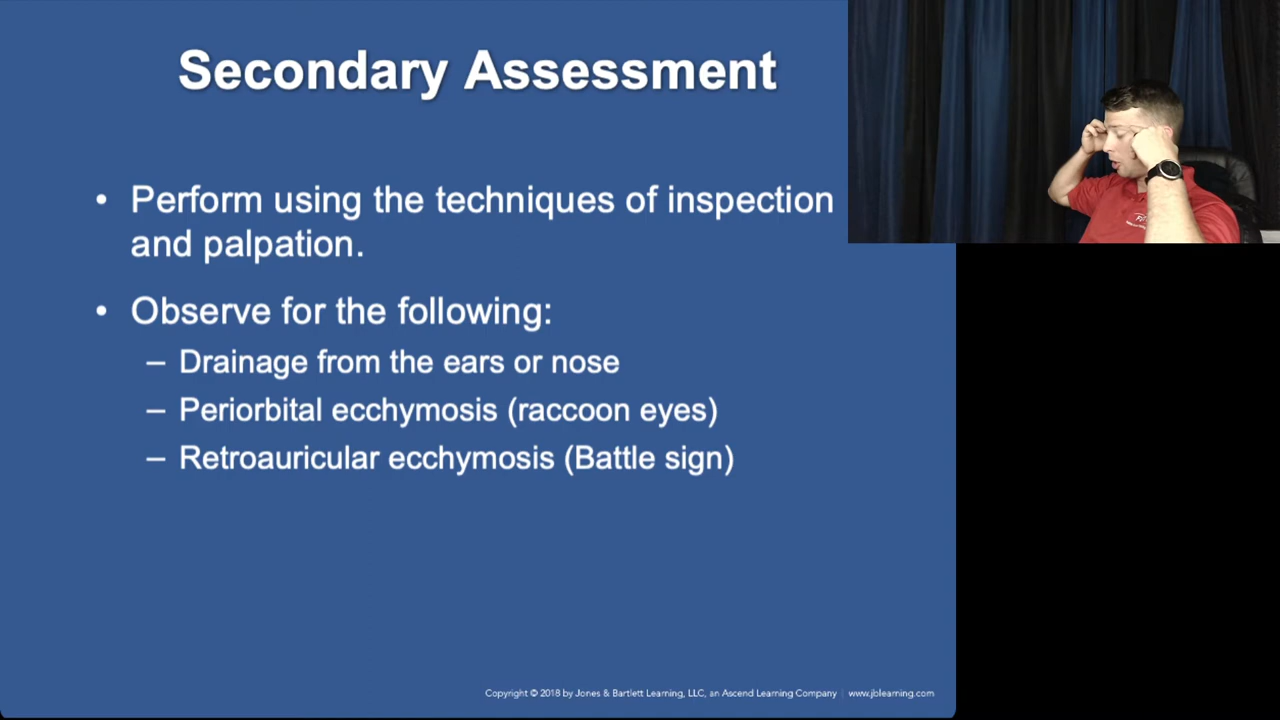 Secondary Assessment
• Perform using the techniques of inspection
and palpation.
• Observe for the following:
– Drainage from the ears or nose
– Periorbital ecchymosis (raccoon eyes)
– Retroauricular ecchymosis (Battle sign)
Copyright © 2018 by Jones & Bartlett Learning, LLC, an Ascend Learning Company | www.jblearning.com